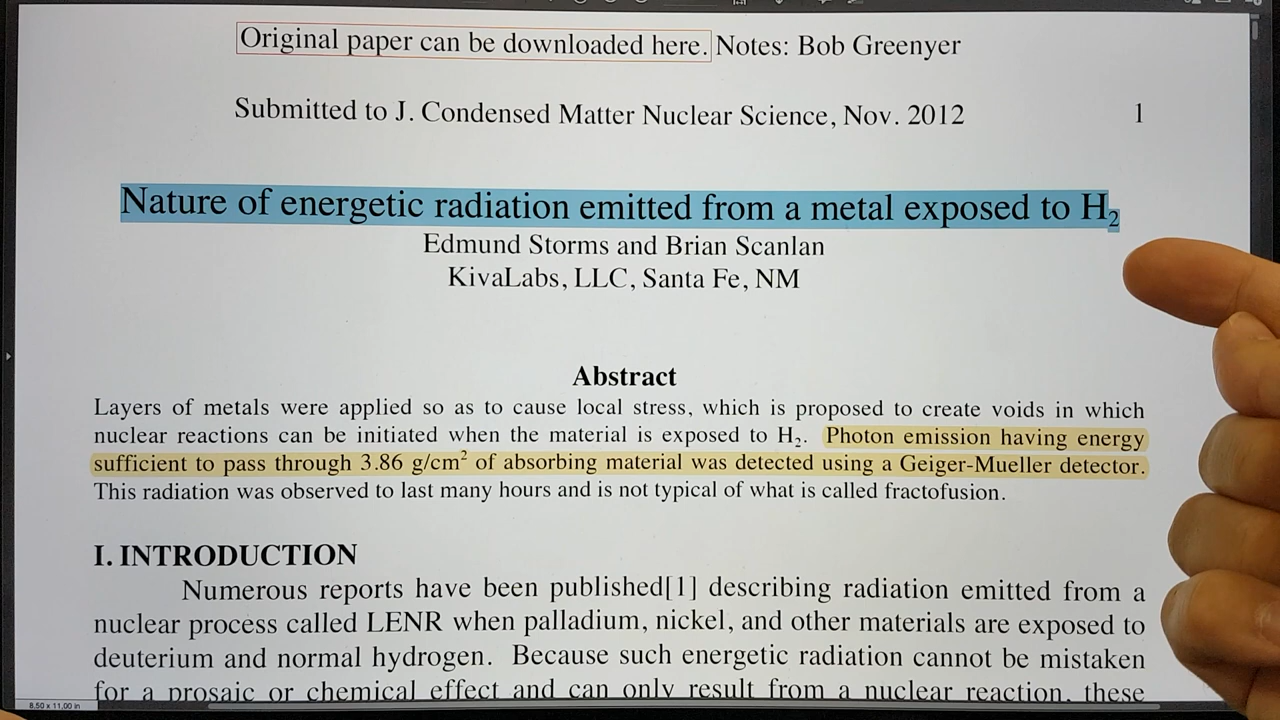 Original paper can be downloaded here. Notes: Bob Greenyer
Submitted to J. Condensed Matter Nuclear Science, Nov. 2012 1
Nature of energetic radiation emitted from a metal exposed to H₂
Edmund Storms and Brian Scanlan
KivaLabs, LLC, Santa Fe, NM
Abstract
Layers of metals were applied so as to cause local stress, which is proposed to create voids in which
nuclear reactions can be initiated when the material is exposed to H₂. Photon emission having energy
sufficient to pass through 3.86 g/cm² of absorbing material was detected using a Geiger-Mueller detector.
This radiation was observed to last many hours and is not typical of what is called fractofusion.
I. INTRODUCTION
Numerous reports have been published[1] describing radiation emitted from a
nuclear process called LENR when palladium, nickel, and other materials are exposed to
deuterium and normal hydrogen. Because such energetic radiation cannot be mistaken
for a prosaic or chemical effect and can only result from a nuclear reaction, these
8.50 x 11.00 in